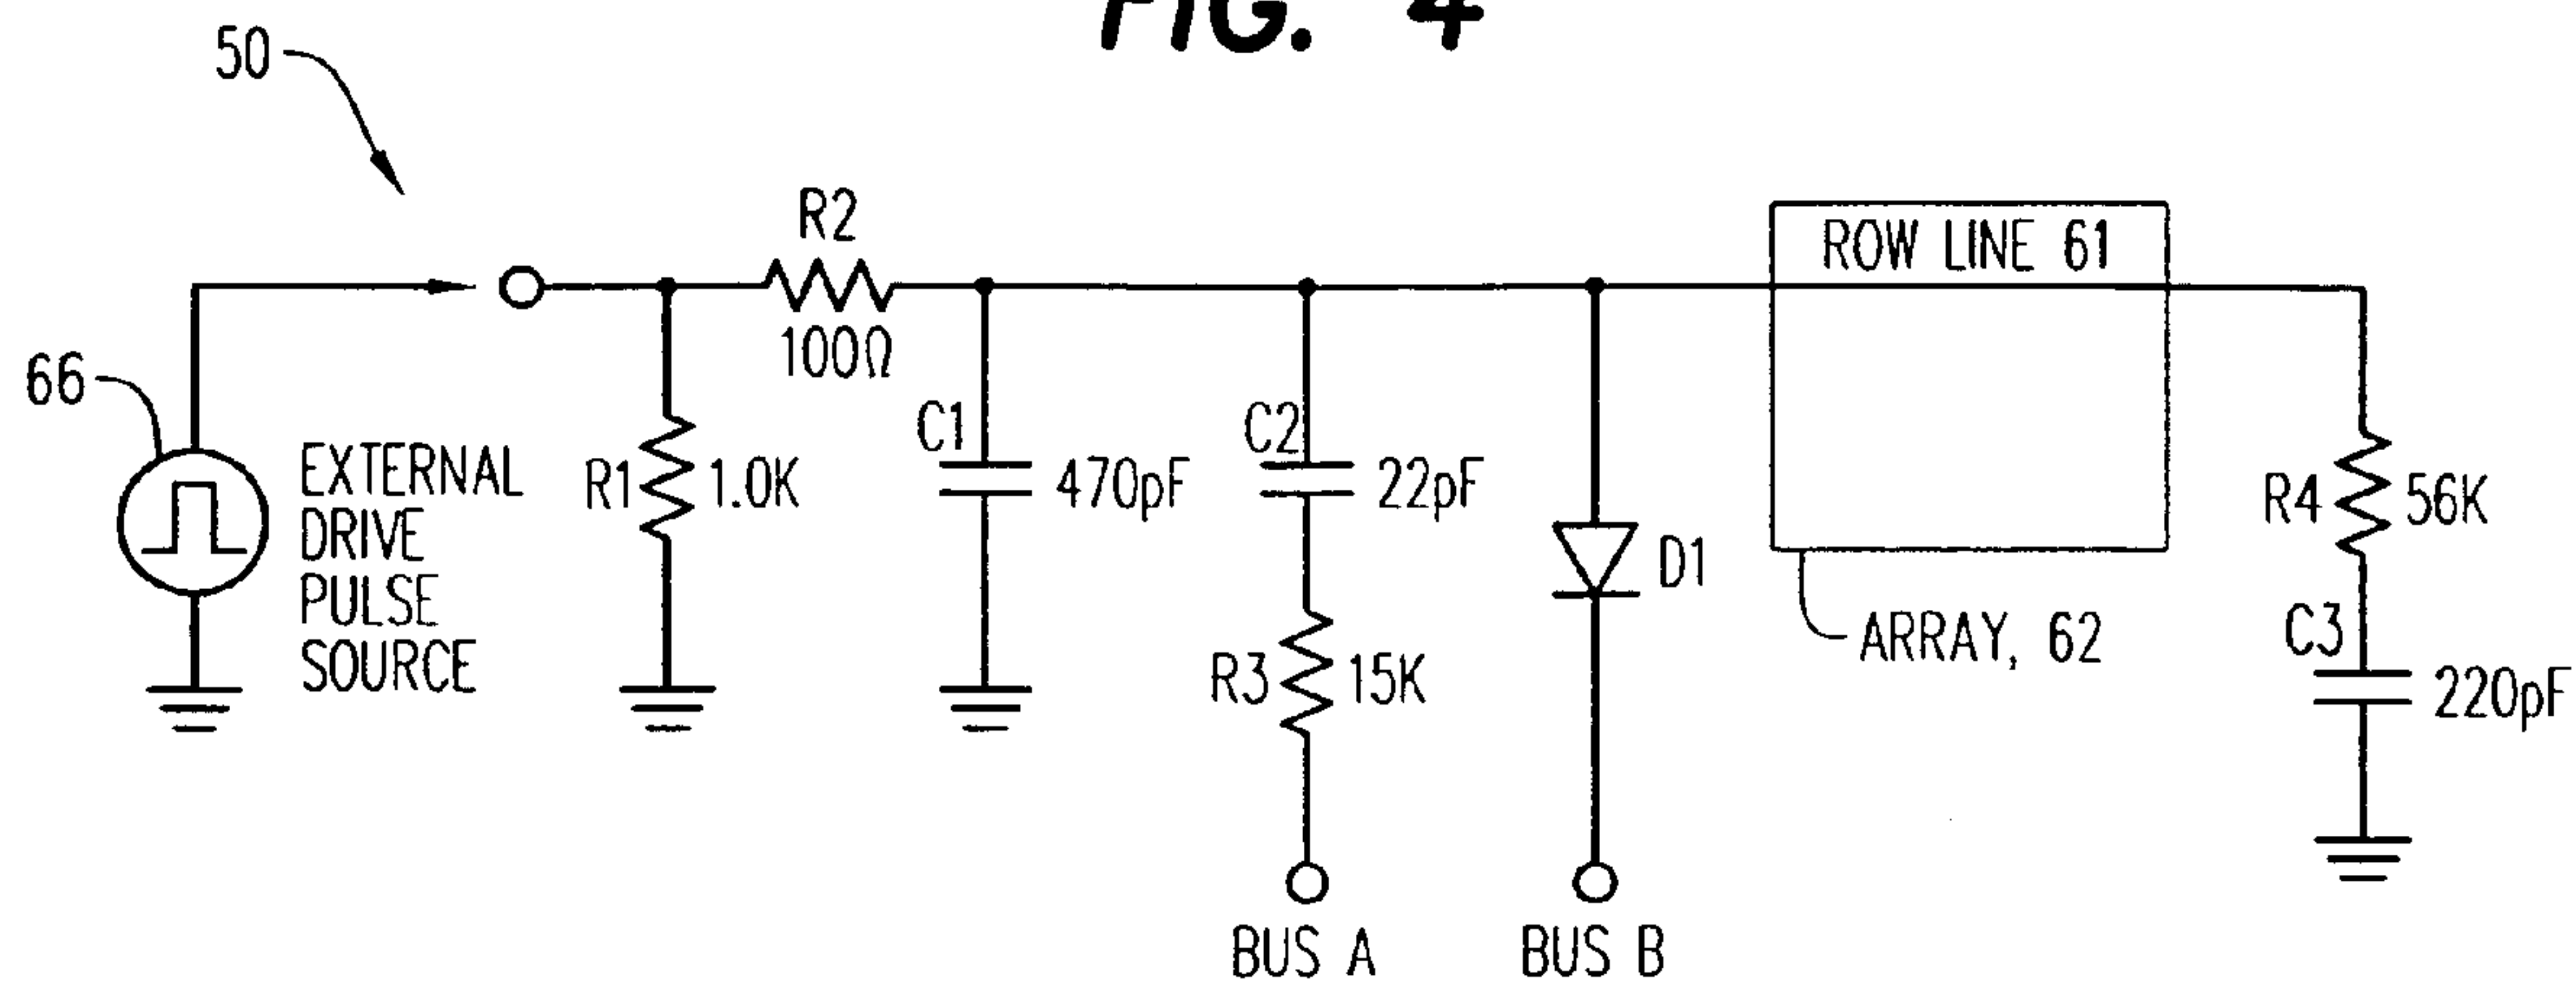 FIG. 4
50
R2
100Ω
ROW LINE 61
66
EXTERNAL
DRIVE
PULSE
SOURCE
R1
1.0K
C1
470pF
C2
22pF
D1
R3
15K
ARRAY, 62
R4
56K
C3
220pF
BUS A
BUS B